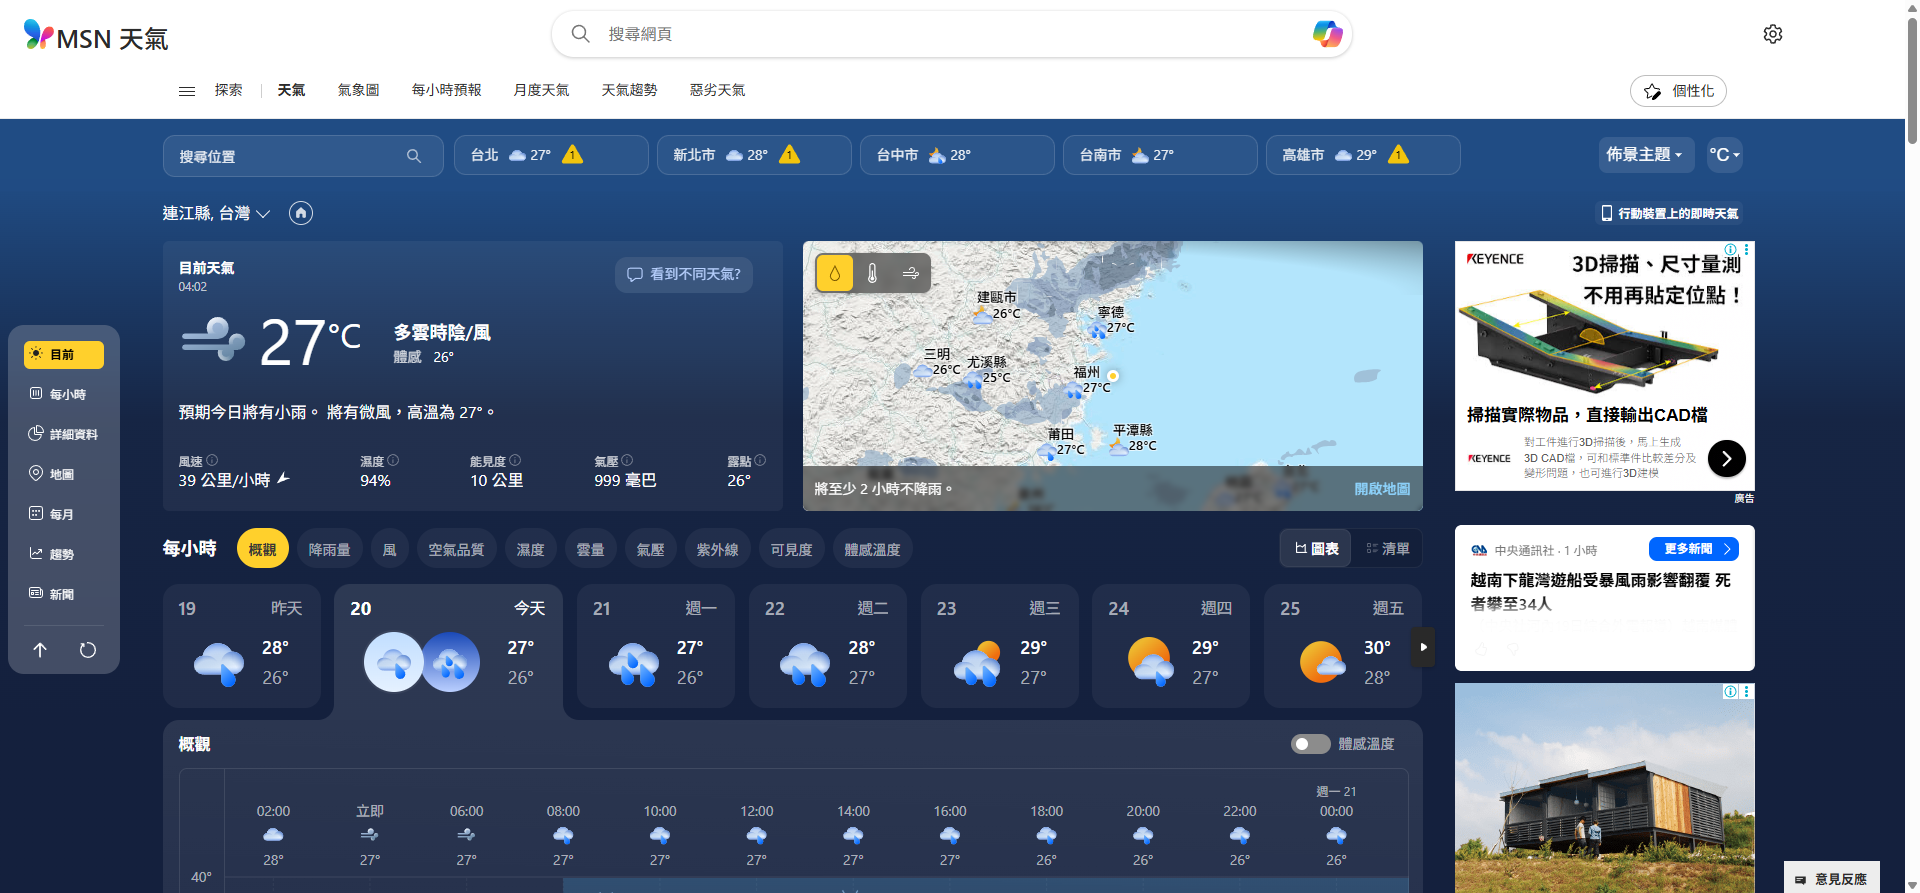 MSN 天氣
搜尋網頁
探索
天氣
氣象圖
每小時預報
月度天氣
天氣趨勢
惡劣天氣
個性化
搜尋位置
台北 27°
新北市 28°
台中市 28°
台南市 27°
高雄市 29°
佈景主題
°C
連江縣, 台灣
行動裝置上的即時天氣
目前天氣
04:02
看到不同天氣?
27°C
多雲時陰/風
體感 26°
預期今日將有小雨。 將有微風，高溫為 27°。
風速
39 公里/小時
濕度
94%
能見度
10 公里
氣壓
999 毫巴
露點
26°
建甌市
26°C
寧德
27°C
三明
26°C
尤溪縣
25°C
福州
27°C
莆田
27°C
平潭縣
28°C
將至少 2 小時不降雨。
開啟地圖
KEYENCE
3D掃描、尺寸量測
不用再貼定位點！
掃描實際物品，直接輸出CAD檔
KEYENCE
對工件進行3D掃描後，馬上生成
3D CAD檔，可和標準件比較差分及
變形問題，也可進行3D建模
廣告
目前
每小時
詳細資料
地圖
每月
趨勢
新聞
每小時
概觀
降雨量
風
空氣品質
濕度
雲量
氣壓
紫外線
可見度
體感溫度
圖表
清單
19 昨天
28°
26°
20 今天
27°
26°
21 週一
27°
26°
22 週二
28°
27°
23 週三
29°
27°
24 週四
29°
27°
25 週五
30°
28°
中央通訊社 · 1 小時
更多新聞
越南下龍灣遊船受暴風雨影響翻覆 死
者攀至34人
概觀
體感溫度
週一 21
02:00 立即 06:00 08:00 10:00 12:00 14:00 16:00 18:00 20:00 22:00 00:00
28° 27° 27° 27° 27° 27° 27° 27° 26° 26° 26° 26°
40°
意見反應